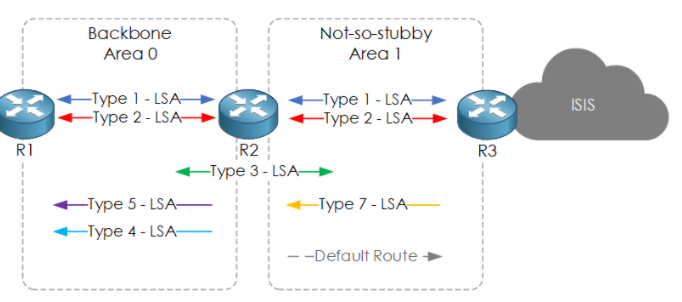 Backbone
Area 0
Not-so-stubby
Area 1
Type 1 - LSA
Type 2 - LSA
Type 1 - LSA
Type 2 - LSA
ISIS
R1
R2
R3
Type 3 - LSA
Type 5 - LSA
Type 7 - LSA
Type 4 - LSA
Default Route